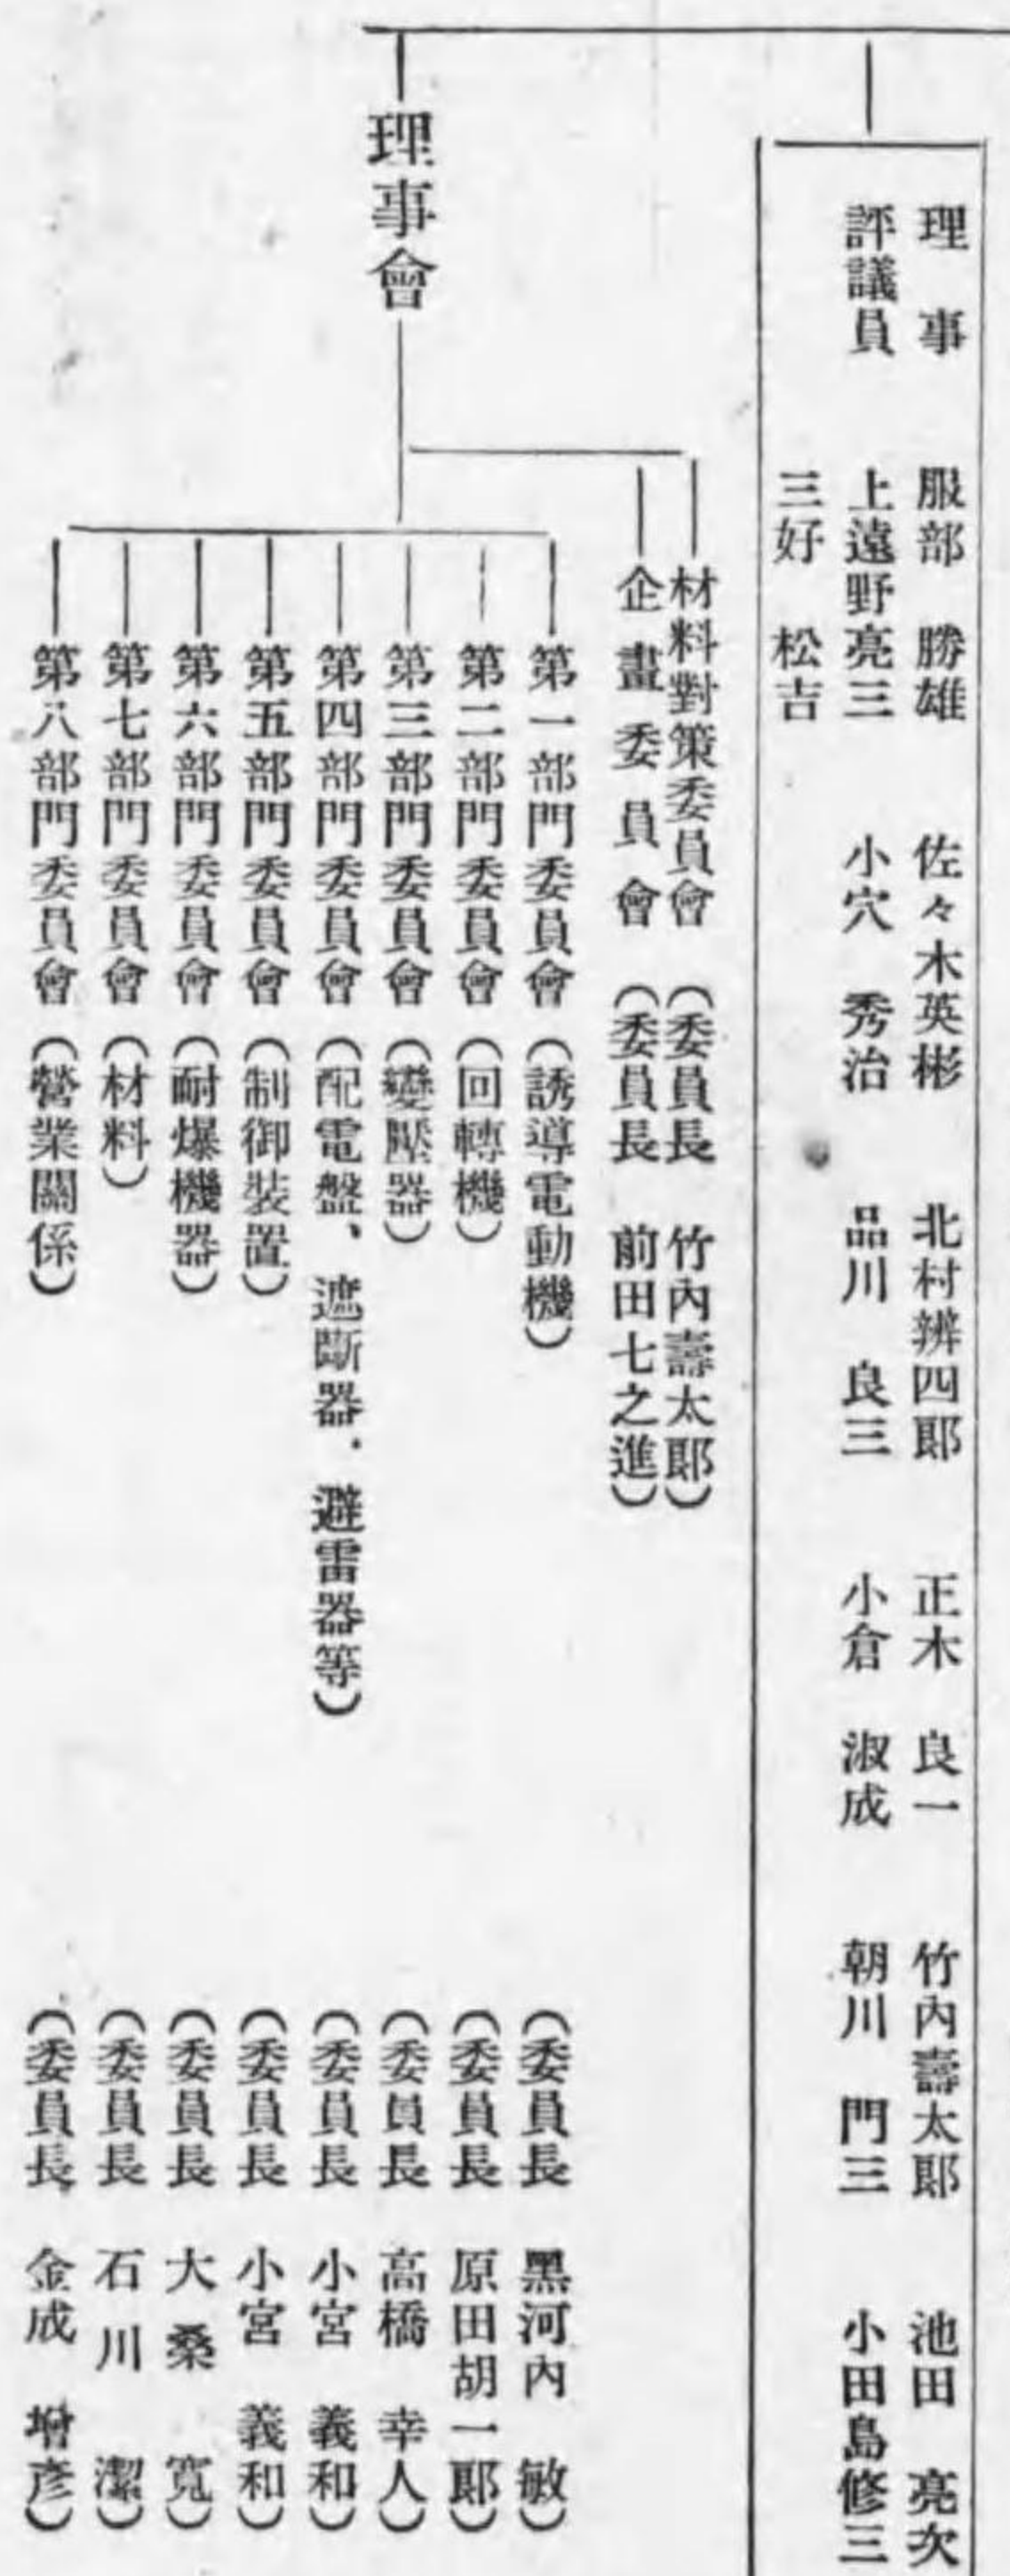 理事 服部勝雄 佐々木英彬 北村辨四郎 正木良一 竹內壽太郎 池田亮次
評議員 上遠野亮三 小穴秀治 品川良三 小倉淑成 朝川門三 小田島修三
三好松吉
理事會
材料對策委員會(委員長 竹內壽太郎)
企畫委員會(委員長 前田七之進)
第一部門委員會(誘導電動機)(委員長 黑河內敏)
第二部門委員會(回轉機)(委員長 原田胡一郎)
第三部門委員會(變壓器)(委員長 高橋幸人)
第四部門委員會(配電盤、遮斷器、避雷器等)(委員長 小宮義和)
第五部門委員會(制御裝置)(委員長 小宮義和)
第六部門委員會(耐爆機器)(委員長 大桑寬)
第七部門委員會(材料)(委員長 石川潔)
第八部門委員會(營業關係)(委員長 金成增彥)